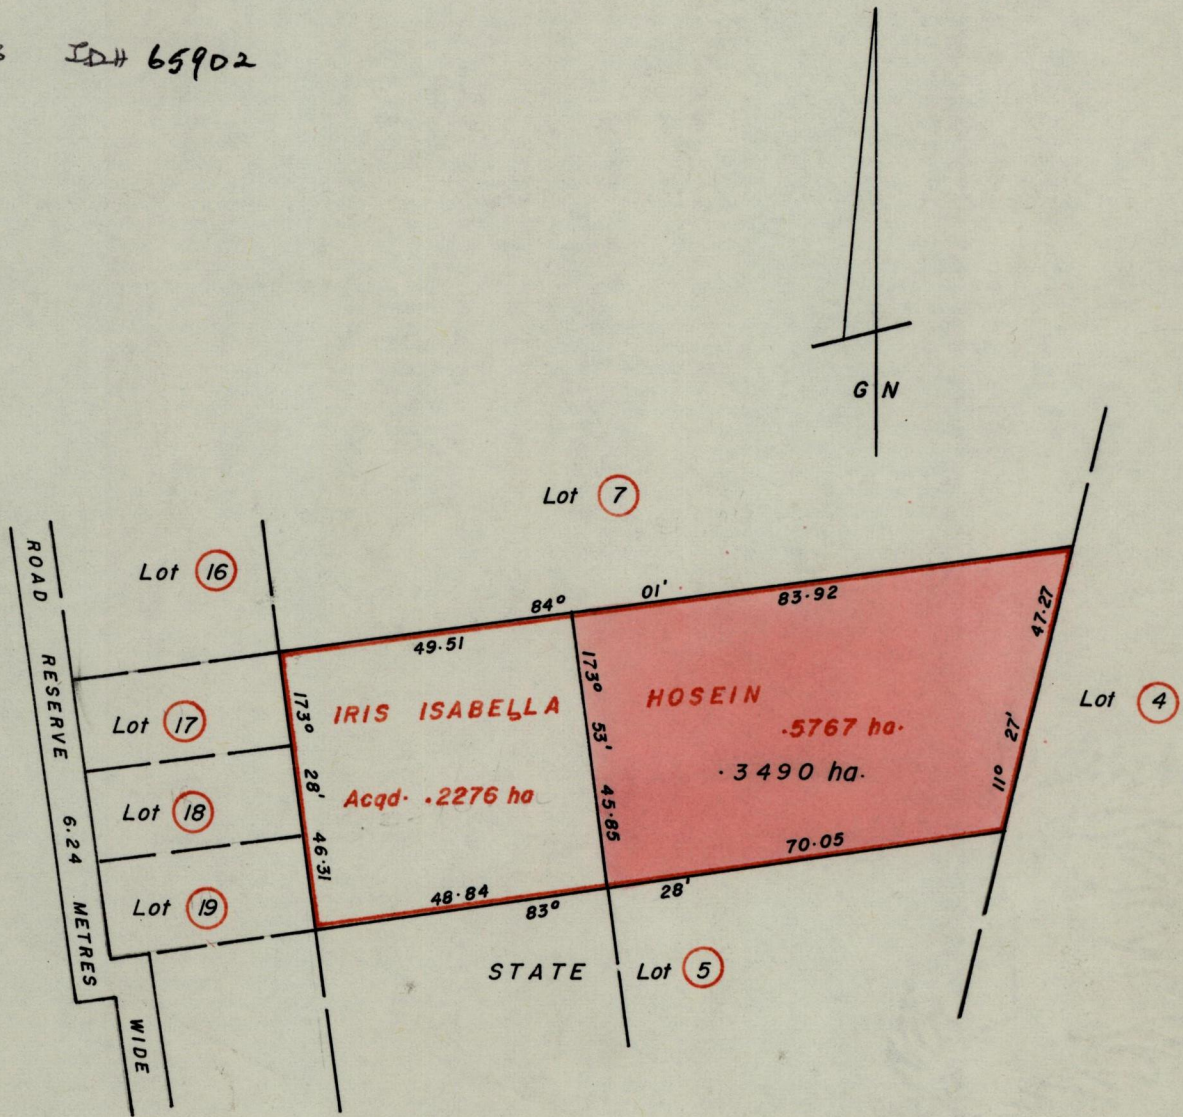 ID# 65902
G N
Lot 7
Lot 16
ROAD RESERVE 6.24 METRES WIDE
84° 01'
49.51
83.92
47.27
11° 27'
Lot 4
Lot 17
173° 28' 46.31
IRIS ISABELLA HOSEIN
173° 53' 45.85
.5767 ha.
.3490 ha.
Acqd. .2276 ha
Lot 18
70.05
Lot 19
48.84
83° 28'
STATE
Lot 5